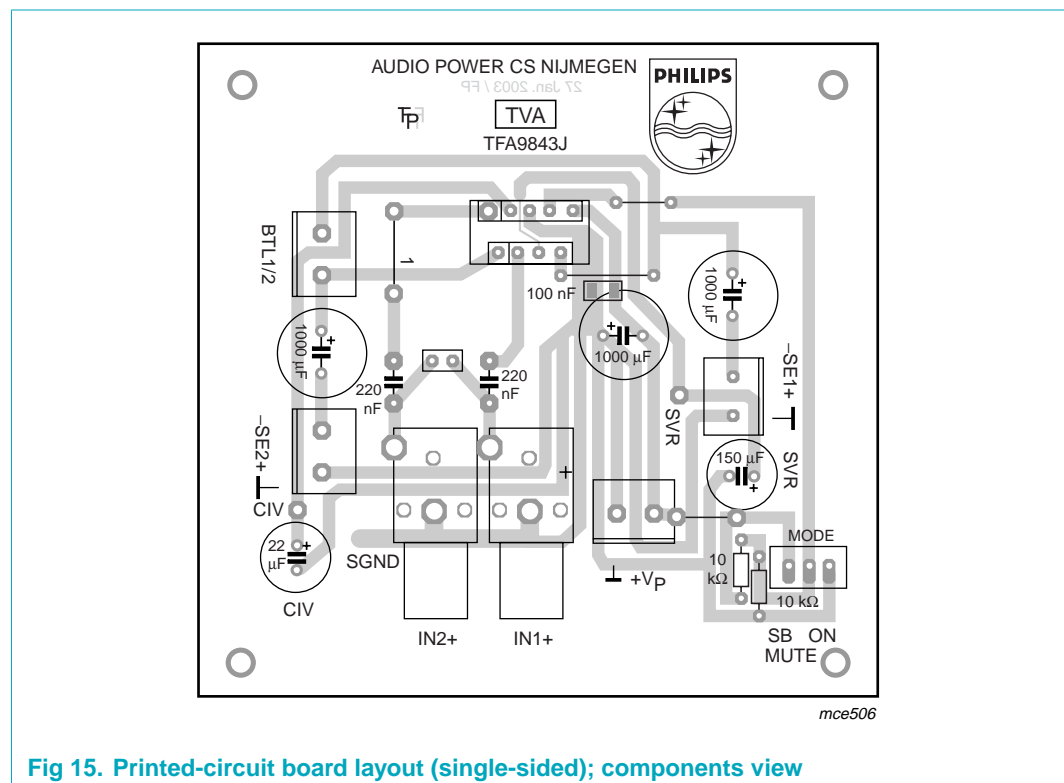 AUDIO POWER CS NIJMEGEN
PHILIPS
27 Jan. 2003 / FP
TVA
TFA9843J
BTL1/2
1
100 nF
1000 µF
1000 µF
1000 µF
220 nF
220 nF
–SE1+
–SE2+
SVR
150 µF
SVR
CIV
22 µF
CIV
SGND
+
+VP
MODE
10 kΩ
10 kΩ
IN2+
IN1+
SB ON
MUTE
mce506
Fig 15. Printed-circuit board layout (single-sided); components view